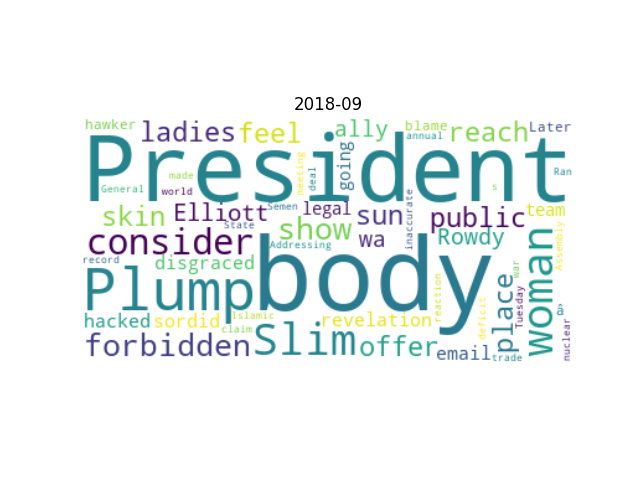 2018-09
hawker ladies feel ally blame annual reach Later
President
made meeting deal going Ran
General world s
skin Elliott Semen legal sun inaccurate public team
State
consider show wa Rowdy
record Addressing
body
disgraced
Plump place war Tuesday woman Assembly
hacked sordid Islamic revelation reaction deficit
claim
forbidden Slim offer email trade nuclear